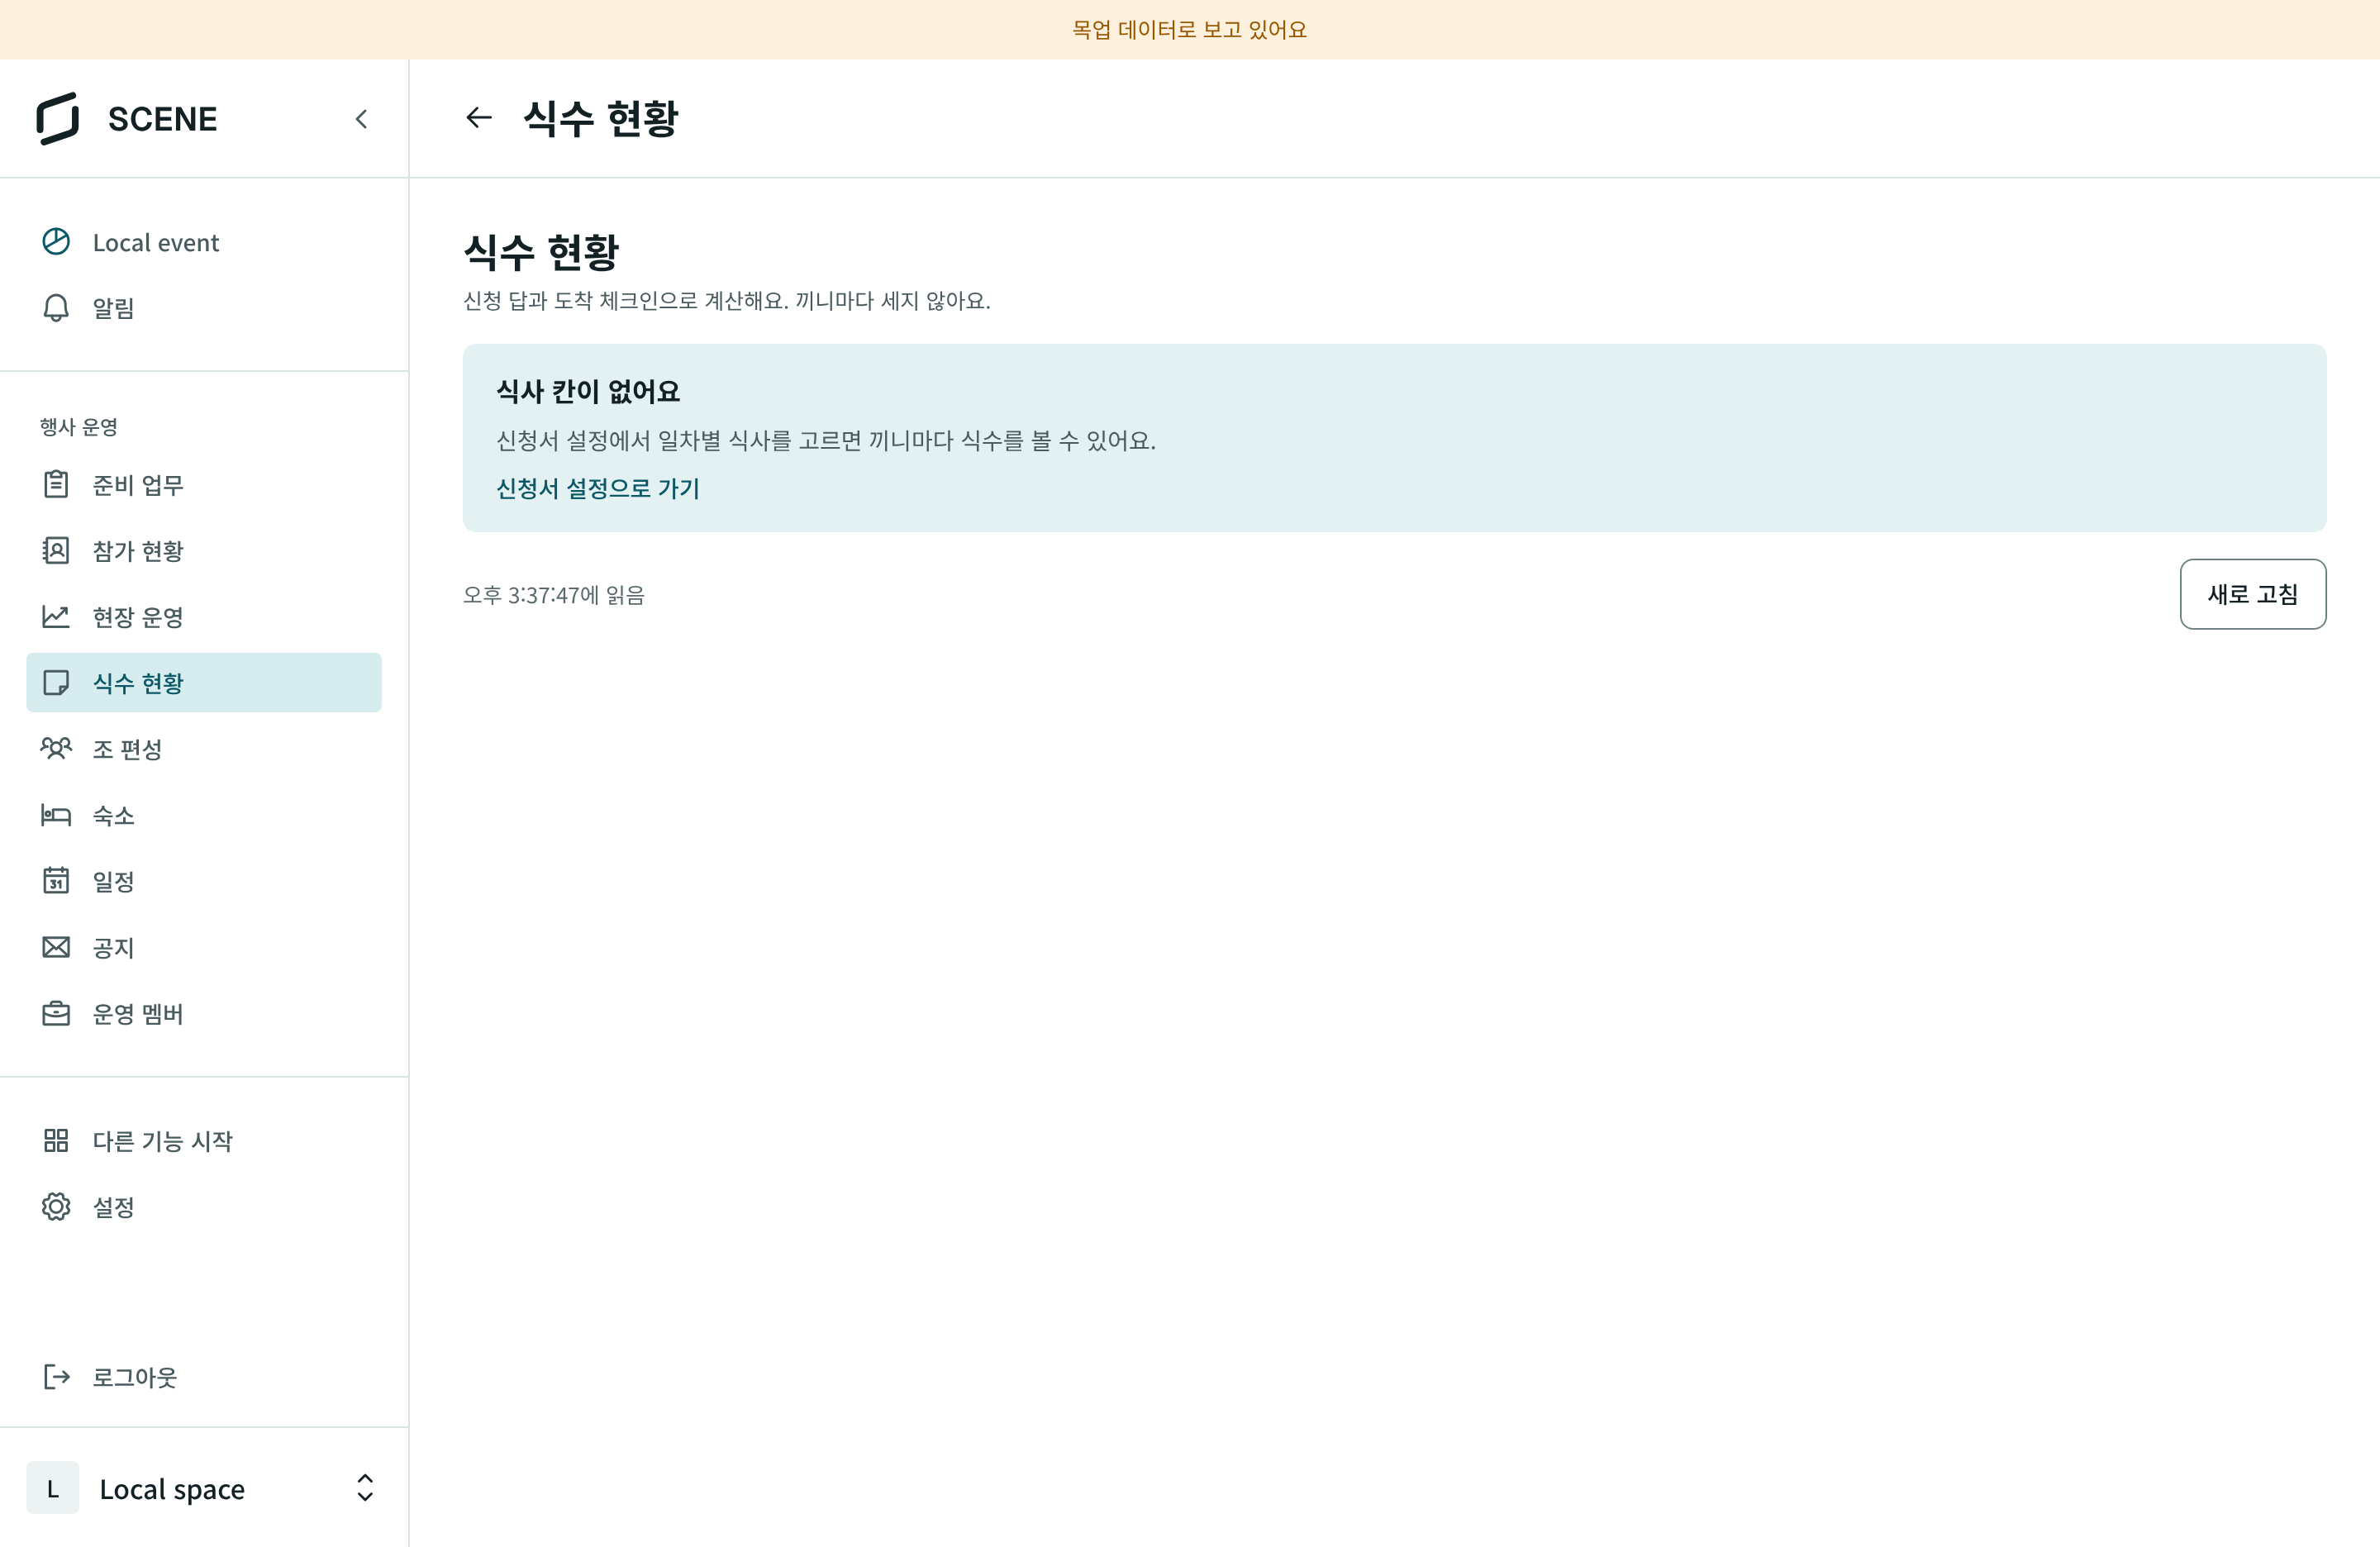 목업 데이터로 보고 있어요
SCENE
식수 현황
Local event
알림
행사 운영
준비 업무
참가 현황
현장 운영
식수 현황
조 편성
숙소
31
일정
공지
운영 멤버
다른 기능 시작
설정
로그아웃
L
Local space
식수 현황
신청 답과 도착 체크인으로 계산해요. 끼니마다 세지 않아요.
식사 칸이 없어요
신청서 설정에서 일차별 식사를 고르면 끼니마다 식수를 볼 수 있어요.
신청서 설정으로 가기
오후 3:37:47에 읽음
새로 고침